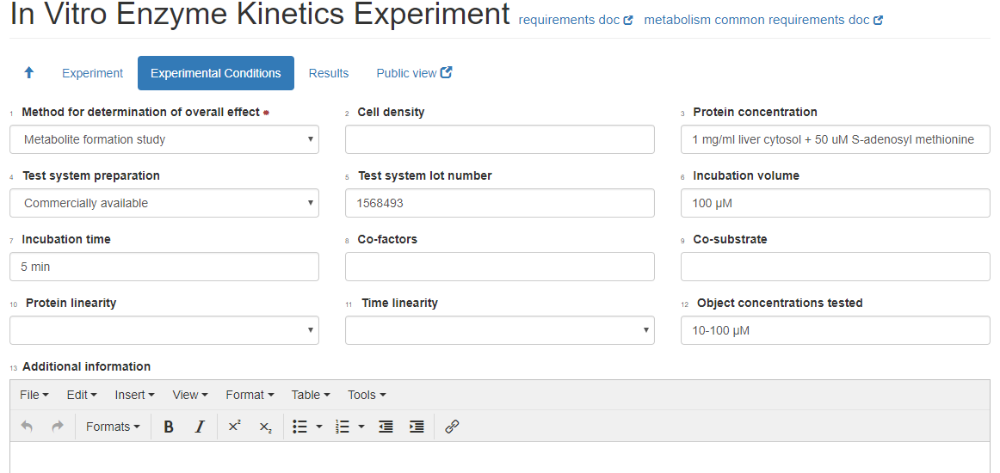 In Vitro Enzyme Kinetics Experiment requirements doc metabolism common requirements doc
Experiment Experimental Conditions Results Public view
1 Method for determination of overall effect * 2 Cell density 3 Protein concentration
Metabolite formation study 1 mg/ml liver cytosol + 50 uM S-adenosyl methionine
4 Test system preparation 5 Test system lot number 6 Incubation volume
Commercially available 1568493 100 µM
7 Incubation time 8 Co-factors 9 Co-substrate
5 min
10 Protein linearity 11 Time linearity 12 Object concentrations tested
10-100 µM
13 Additional information
File Edit Insert View Format Table Tools
Formats B I x² x₂